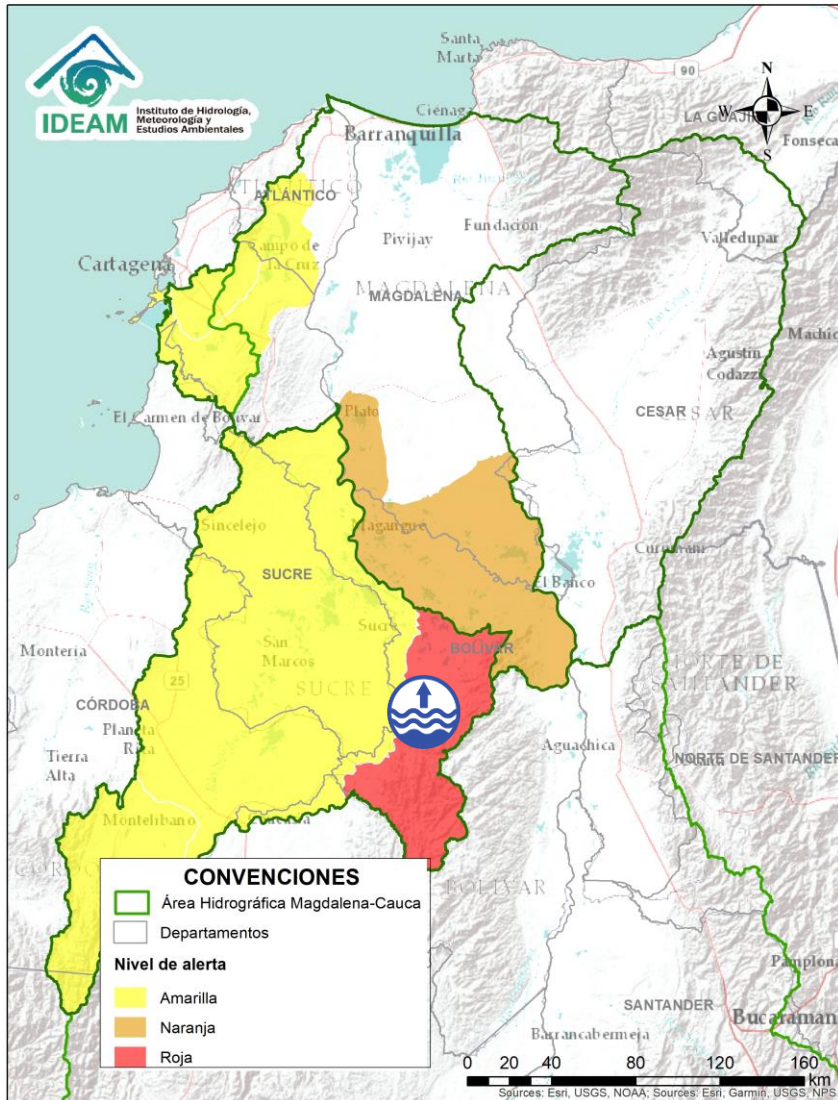 IDEAM
Instituto de Hidrología,
Meteorología y
Estudios Ambientales
Santa
Marta
90
N
W
E
S
LA GUAJIRA
Fonseca
Ciénaga
Barranquilla
ATLÁNTICO
Campo de
la Cruz
Pivijay
Fundación
Valledupar
Cartagena
MAGDALENA
MAGDALENA
Agustín
Codazzi
El Carmen de Bolívar
Plato
CESAR
CESAR
Sincelejo
Magangue
Curumaní
El Banco
SUCRE
Sucre
San
Marcos
SUCRE
BOLÍVAR
Montería
25
CÓRDOBA
NORTE DE
SANTANDER
Planeta
Rica
Tierra
Alta
Aguachica
NORTE DE SANTANDER
Montelíbano
BOLÍVAR
CONVENCIONES
Área Hidrográfica Magdalena-Cauca
Departamentos
Nivel de alerta
Amarilla
Naranja
Roja
Pamplona
SANTANDER
Bucaraman
Barrancabermeja
0 20 40 80 120 160
km
Sources: Esri, USGS, NOAA; Sources: Esri, Garmin, USGS, NPS